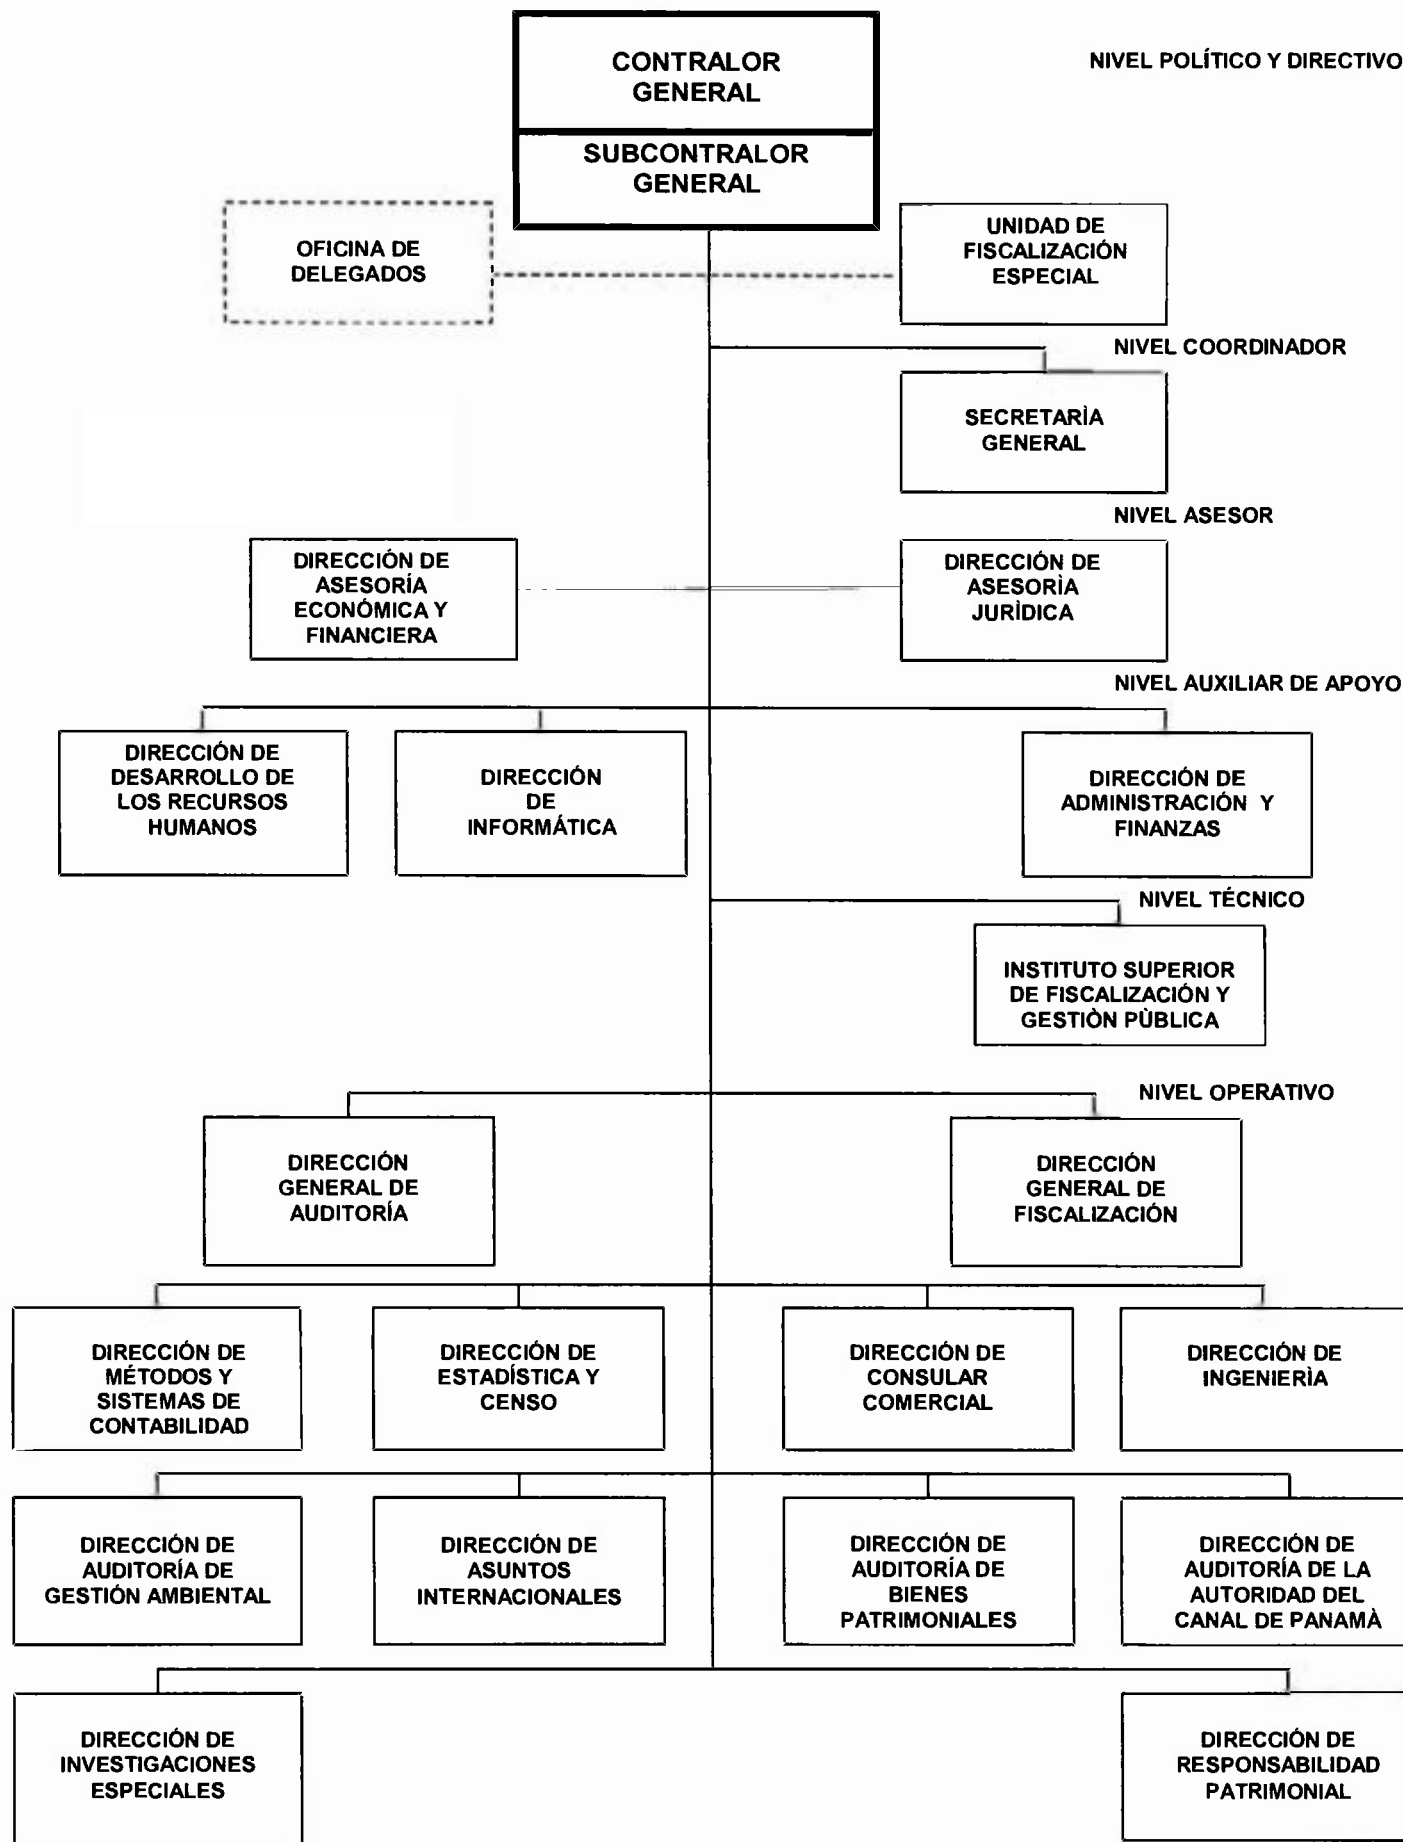 CONTRALOR
GENERAL
NIVEL POLÍTICO Y DIRECTIVO
SUBCONTRALOR
GENERAL
OFICINA DE
DELEGADOS
UNIDAD DE
FISCALIZACIÓN
ESPECIAL
NIVEL COORDINADOR
SECRETARÌA
GENERAL
NIVEL ASESOR
DIRECCIÓN DE
ASESORÍA
ECONÓMICA Y
FINANCIERA
DIRECCIÓN DE
ASESORÌA
JURÌDICA
NIVEL AUXILIAR DE APOYO
DIRECCIÓN DE
DESARROLLO DE
LOS RECURSOS
HUMANOS
DIRECCIÓN
DE
INFORMÁTICA
DIRECCIÓN DE
ADMINISTRACIÓN Y
FINANZAS
NIVEL TÉCNICO
INSTITUTO SUPERIOR
DE FISCALIZACIÓN Y
GESTIÒN PÙBLICA
NIVEL OPERATIVO
DIRECCIÓN
GENERAL DE
AUDITORÍA
DIRECCIÓN
GENERAL DE
FISCALIZACIÓN
DIRECCIÓN DE
MÉTODOS Y
SISTEMAS DE
CONTABILIDAD
DIRECCIÓN DE
ESTADÍSTICA Y
CENSO
DIRECCIÓN DE
CONSULAR
COMERCIAL
DIRECCIÓN DE
INGENIERÌA
DIRECCIÓN DE
AUDITORÍA DE
GESTIÓN AMBIENTAL
DIRECCIÓN DE
ASUNTOS
INTERNACIONALES
DIRECCIÓN DE
AUDITORÍA DE
BIENES
PATRIMONIALES
DIRECCIÓN DE
AUDITORÍA DE LA
AUTORIDAD DEL
CANAL DE PANAMÀ
DIRECCIÓN DE
INVESTIGACIONES
ESPECIALES
DIRECCIÓN DE
RESPONSABILIDAD
PATRIMONIAL